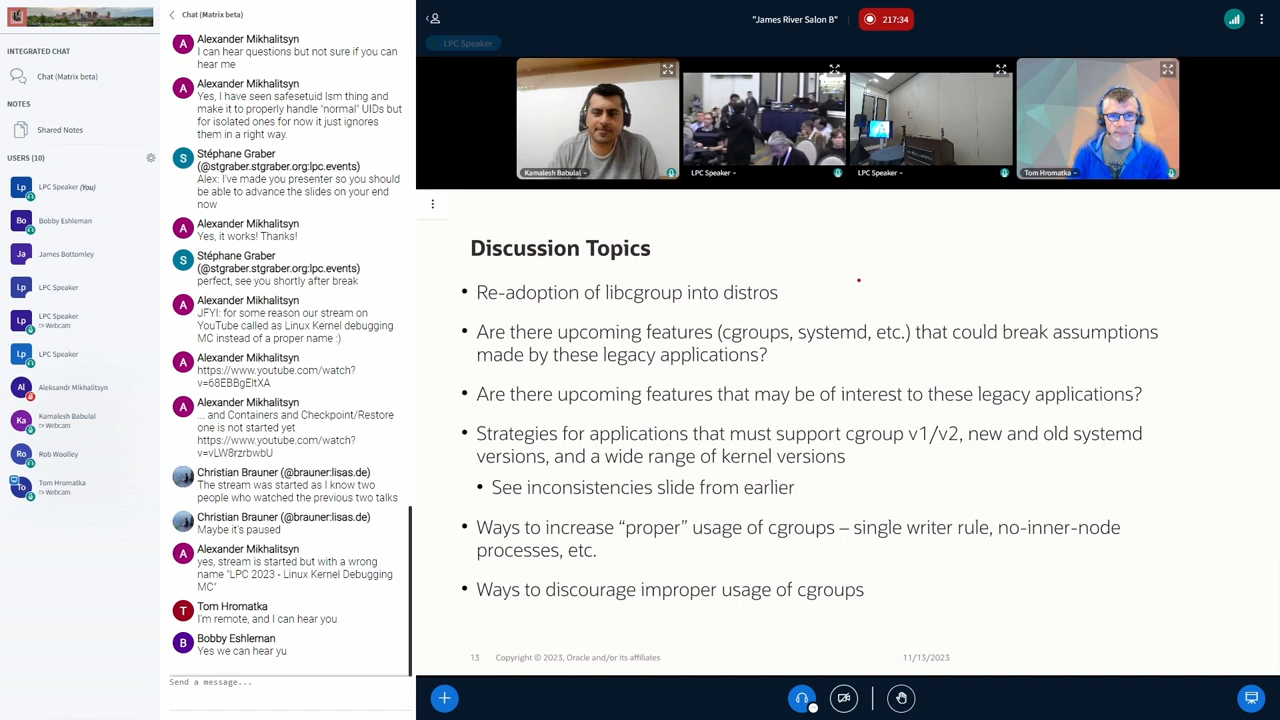 INTEGRATED CHAT
Chat (Matrix beta)
NOTES
Shared Notes
USERS (10)
Lp
LPC Speaker (You)
Bo
Bobby Eshleman
Ja
James Bottomley
Lp
LPC Speaker
Lp
LPC Speaker
Webcam
Lp
LPC Speaker
Al
Aleksandr Mikhalitsyn
Ka
Kamalesh Babulal
Webcam
Ro
Rob Woolley
To
Tom Hromatka
Webcam
Chat (Matrix beta)
A
Alexander Mikhalitsyn
I can hear questions but not sure if you can
hear me
A
Alexander Mikhalitsyn
Yes, I have seen safesetuid lsm thing and
make it to properly handle "normal" UIDs but
for isolated ones for now it just ignores
them in a right way.
S
Stéphane Graber
(@stgraber.stgraber.org:lpc.events)
Alex: I've made you presenter so you should
be able to advance the slides on your end
now
A
Alexander Mikhalitsyn
Yes, it works! Thanks!
S
Stéphane Graber
(@stgraber.stgraber.org:lpc.events)
perfect, see you shortly after break
A
Alexander Mikhalitsyn
JFYI: for some reason our stream on
YouTube called as Linux Kernel debugging
MC instead of a proper name :)
A
Alexander Mikhalitsyn
https://www.youtube.com/watch?
v=68EBBgEltXA
A
Alexander Mikhalitsyn
... and Containers and Checkpoint/Restore
one is not started yet
https://www.youtube.com/watch?
v=vLW8rzrbwbU
Christian Brauner (@brauner:lisas.de)
The stream was started as I know two
people who watched the previous two talks
Christian Brauner (@brauner:lisas.de)
Maybe it's paused
A
Alexander Mikhalitsyn
yes, stream is started but with a wrong
name "LPC 2023 - Linux Kernel Debugging
MC"
T
Tom Hromatka
I'm remote, and I can hear you
B
Bobby Eshleman
Yes we can hear yu
Send a message...
"James River Salon B"
217:34
LPC Speaker
Kamalesh Babulal
LPC Speaker
LPC Speaker
Tom Hromatka
Discussion Topics
• Re-adoption of libcgroup into distros
• Are there upcoming features (cgroups, systemd, etc.) that could break assumptions
made by these legacy applications?
• Are there upcoming features that may be of interest to these legacy applications?
• Strategies for applications that must support cgroup v1/v2, new and old systemd
versions, and a wide range of kernel versions
• See inconsistencies slide from earlier
• Ways to increase “proper” usage of cgroups – single writer rule, no-inner-node
processes, etc.
• Ways to discourage improper usage of cgroups
13 Copyright © 2023, Oracle and/or its affiliates
11/13/2023